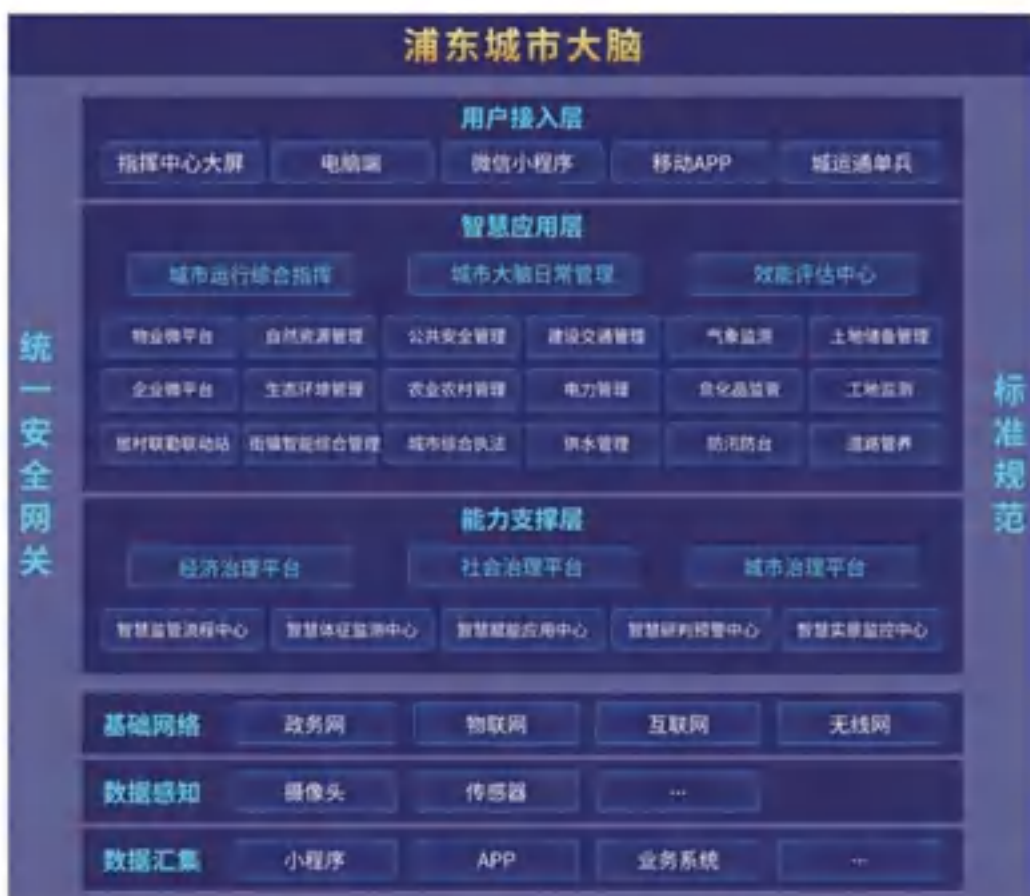 浦东城市大脑
用户接入层
指挥中心大屏 电脑端 微信小程序 移动APP 城运通单兵
智慧应用层
城市运行综合指挥 城市大脑日常管理 效能评估中心
物业微平台 自然资源管理 公共安全管理 建设交通管理 气象监测 土地储备管理
企业微平台 生态环境管理 农业农村管理 电力管理 危化品监管 工地监测
居村联勤联动站 街镇智能综合管理 城市综合执法 供水管理 防汛防台 道路管养
能力支撑层
经济治理平台 社会治理平台 城市治理平台
智慧监管流程中心 智慧体征监测中心 智慧赋能应用中心 智慧研判预警中心 智慧实景监控中心
基础网络 政务网 物联网 互联网 无线网
数据感知 摄像头 传感器 …
数据汇集 小程序 APP 业务系统 …
统一安全网关
标准规范